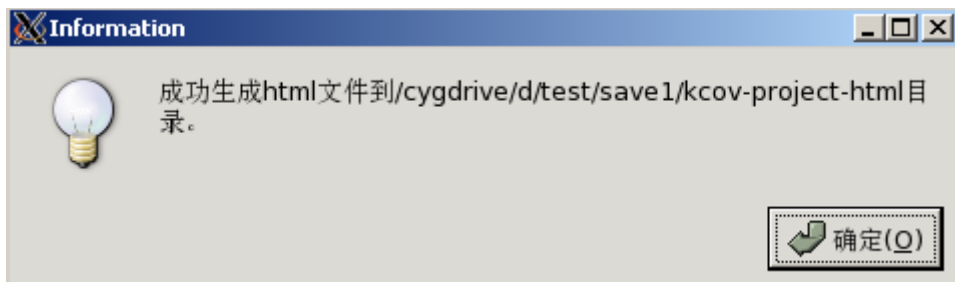 Information
成功生成html文件到/cygdrive/d/test/save1/kcov-project-html目
录。
确定(O)